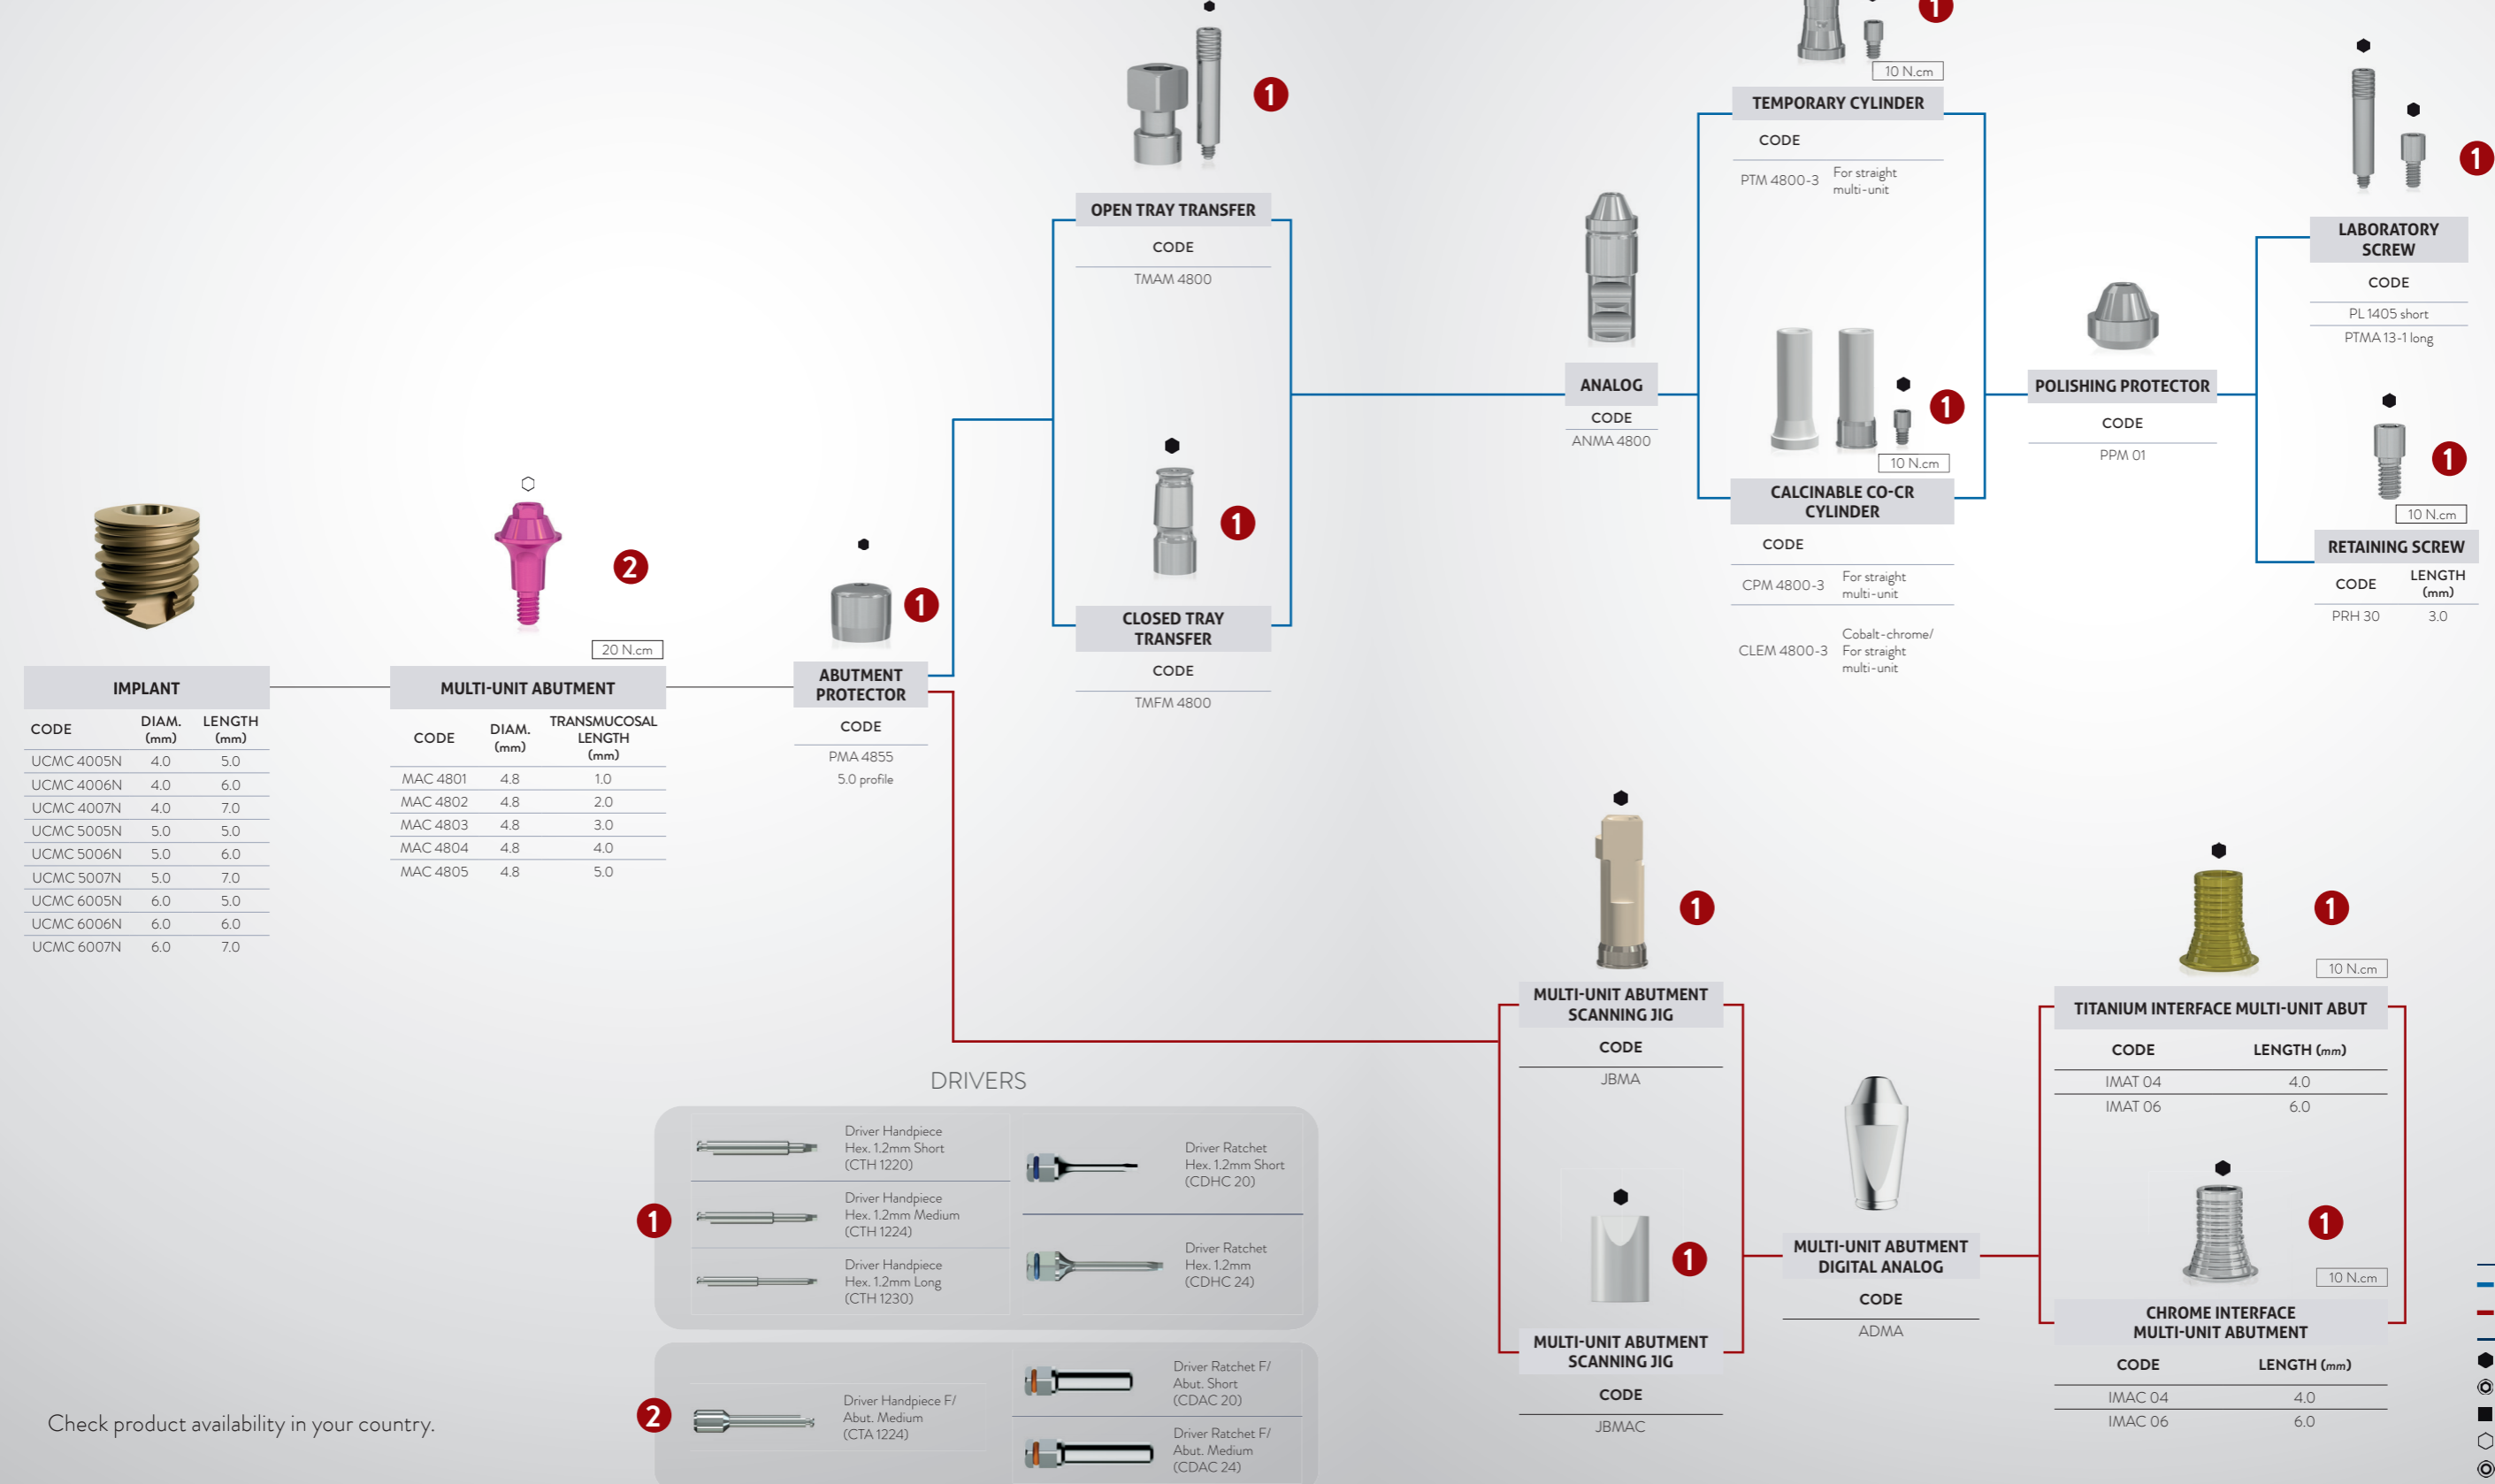 1
10 N.cm
TEMPORARY CYLINDER
CODE
PTM 4800-3 For straight
multi-unit
1
OPEN TRAY TRANSFER
CODE
TMAM 4800
1
CLOSED TRAY
TRANSFER
CODE
TMFM 4800
ANALOG
CODE
ANMA 4800
1
10 N.cm
CALCINABLE CO-CR
CYLINDER
CODE
CPM 4800-3 For straight
multi-unit
CLEM 4800-3 Cobalt-chrome/
For straight
multi-unit
POLISHING PROTECTOR
CODE
PPM 01
1
LABORATORY
SCREW
CODE
PL 1405 short
PTMA 13-1 long
1
10 N.cm
RETAINING SCREW
CODE LENGTH
(mm)
PRH 30 3.0
IMPLANT
CODE DIAM. LENGTH
(mm) (mm)
UCMC 4005N 4.0 5.0
UCMC 4006N 4.0 6.0
UCMC 4007N 4.0 7.0
UCMC 5005N 5.0 5.0
UCMC 5006N 5.0 6.0
UCMC 5007N 5.0 7.0
UCMC 6005N 6.0 5.0
UCMC 6006N 6.0 6.0
UCMC 6007N 6.0 7.0
2
20 N.cm
MULTI-UNIT ABUTMENT
CODE DIAM. TRANSMUCOSAL
(mm) LENGTH
(mm)
MAC 4801 4.8 1.0
MAC 4802 4.8 2.0
MAC 4803 4.8 3.0
MAC 4804 4.8 4.0
MAC 4805 4.8 5.0
1
ABUTMENT
PROTECTOR
CODE
PMA 4855
5.0 profile
1
MULTI-UNIT ABUTMENT
SCANNING JIG
CODE
JBMA
1
MULTI-UNIT ABUTMENT
SCANNING JIG
CODE
JBMAC
MULTI-UNIT ABUTMENT
DIGITAL ANALOG
CODE
ADMA
1
10 N.cm
TITANIUM INTERFACE MULTI-UNIT ABUT
CODE LENGTH (mm)
IMAT 04 4.0
IMAT 06 6.0
1
10 N.cm
CHROME INTERFACE
MULTI-UNIT ABUTMENT
CODE LENGTH (mm)
IMAC 04 4.0
IMAC 06 6.0
DRIVERS
1
Driver Handpiece
Hex. 1.2mm Short
(CTH 1220)
Driver Handpiece
Hex. 1.2mm Medium
(CTH 1224)
Driver Handpiece
Hex. 1.2mm Long
(CTH 1230)
Driver Ratchet
Hex. 1.2mm Short
(CDHC 20)
Driver Ratchet
Hex. 1.2mm
(CDHC 24)
2
Driver Handpiece F/
Abut. Medium
(CTA 1224)
Driver Ratchet F/
Abut. Short
(CDAC 20)
Driver Ratchet F/
Abut. Medium
(CDAC 24)
Check product availability in your country.